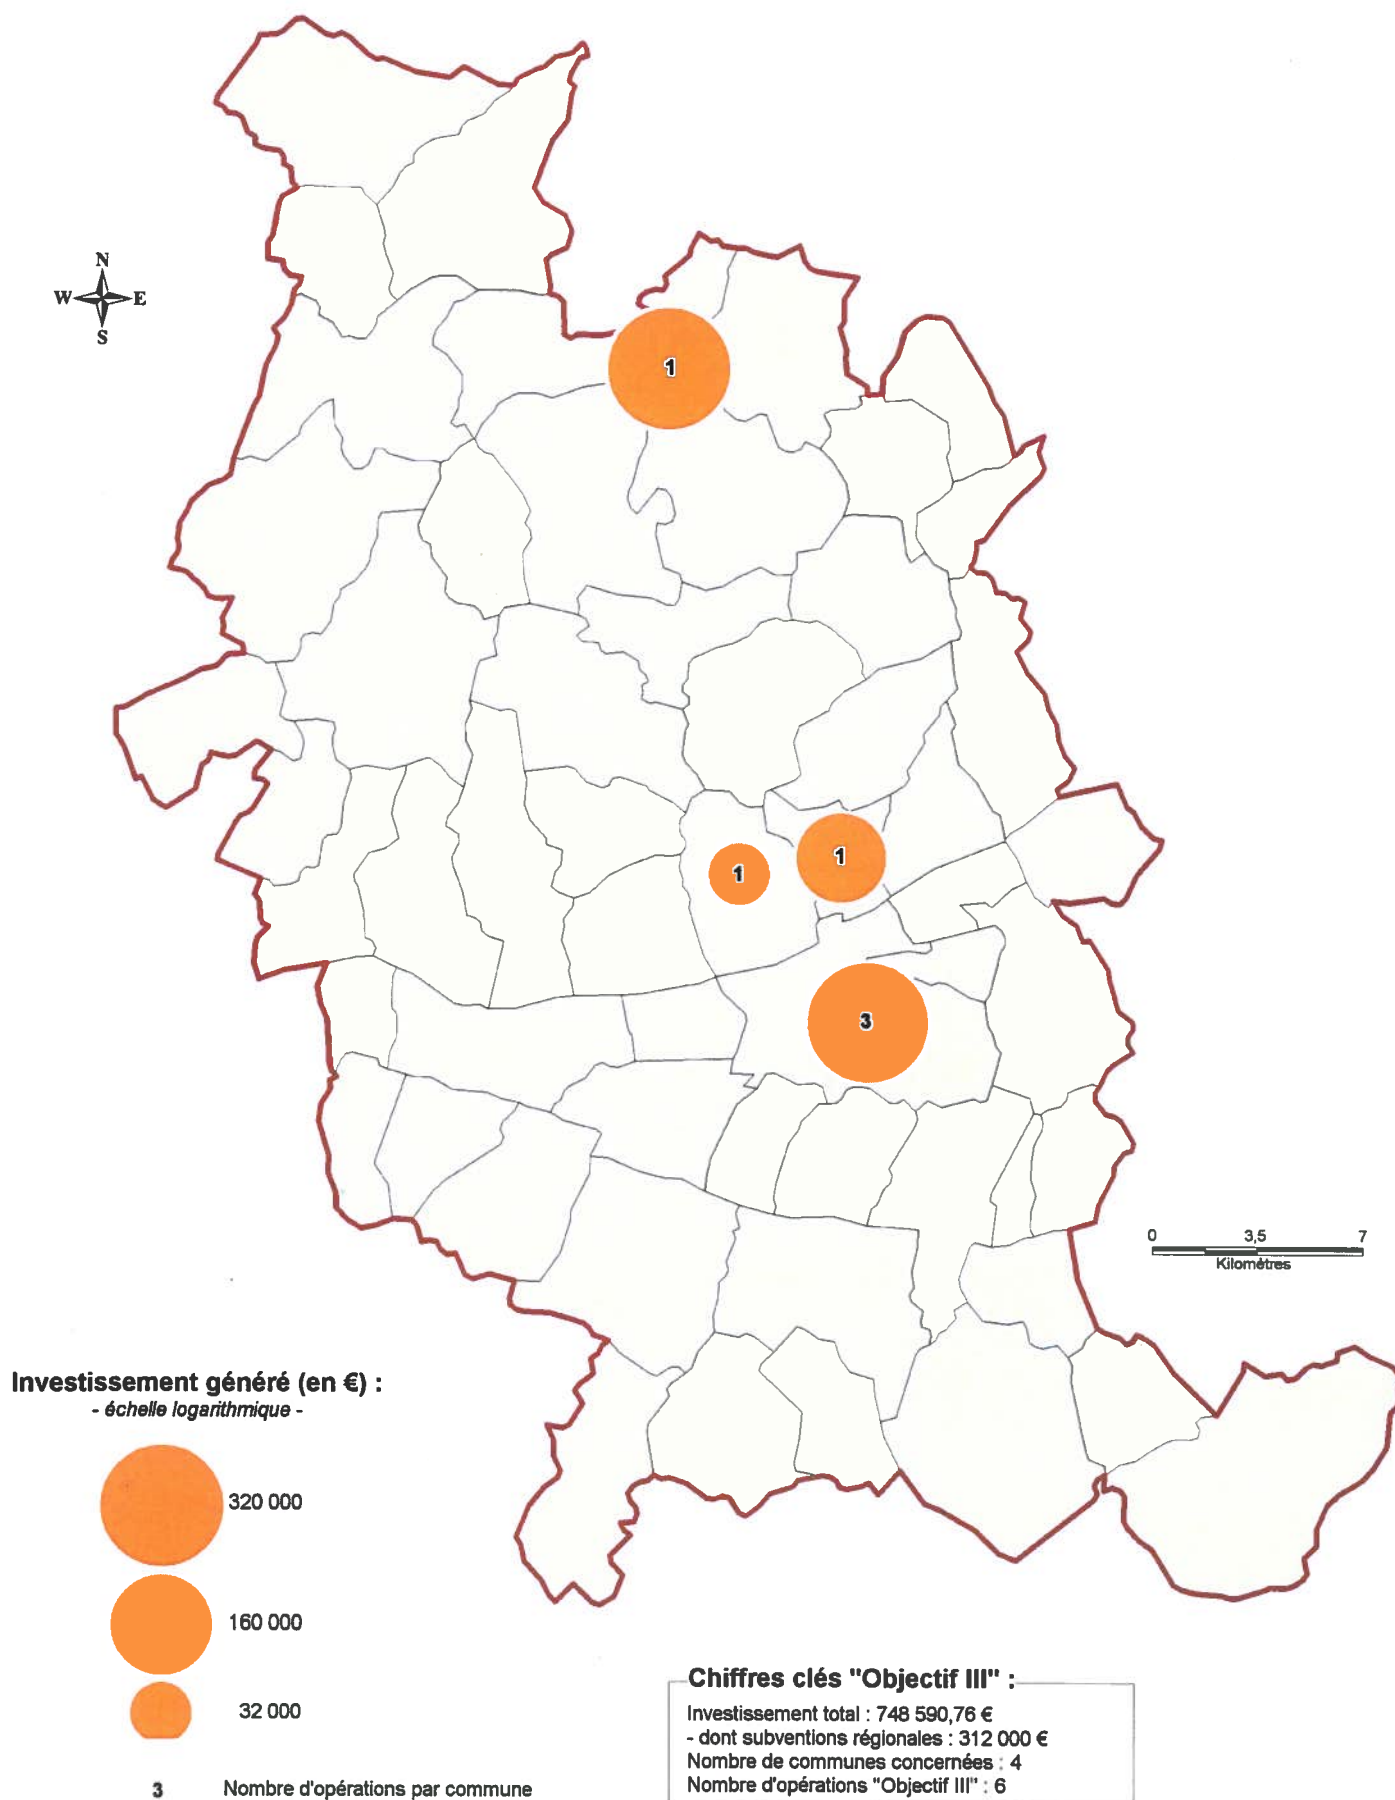 N
W E
S
1
1
1
3
0 3,5 7
Kilomètres
Investissement généré (en €) :
- échelle logarithmique -
320 000
160 000
32 000
3 Nombre d'opérations par commune
Chiffres clés "Objectif III" :
Investissement total : 748 590,76 €
- dont subventions régionales : 312 000 €
Nombre de communes concernées : 4
Nombre d'opérations "Objectif III" : 6